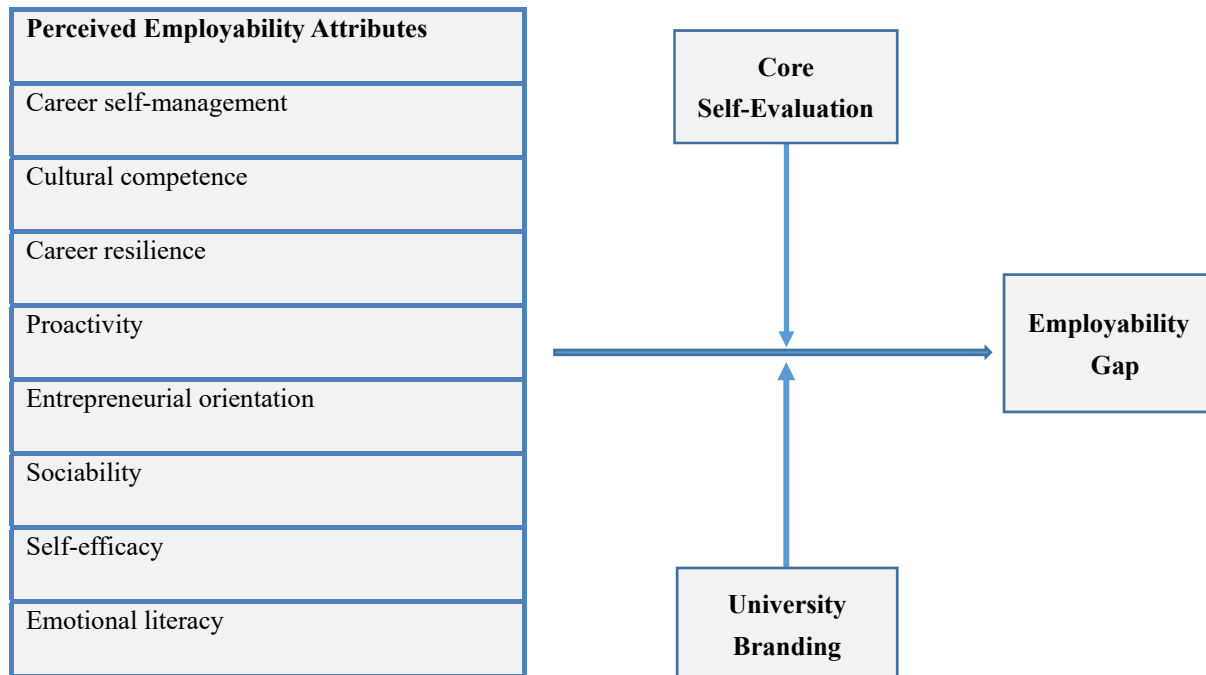 Perceived Employability Attributes
Career self-management
Cultural competence
Career resilience
Proactivity
Entrepreneurial orientation
Sociability
Self-efficacy
Emotional literacy
Core
Self-Evaluation
Employability
Gap
University
Branding